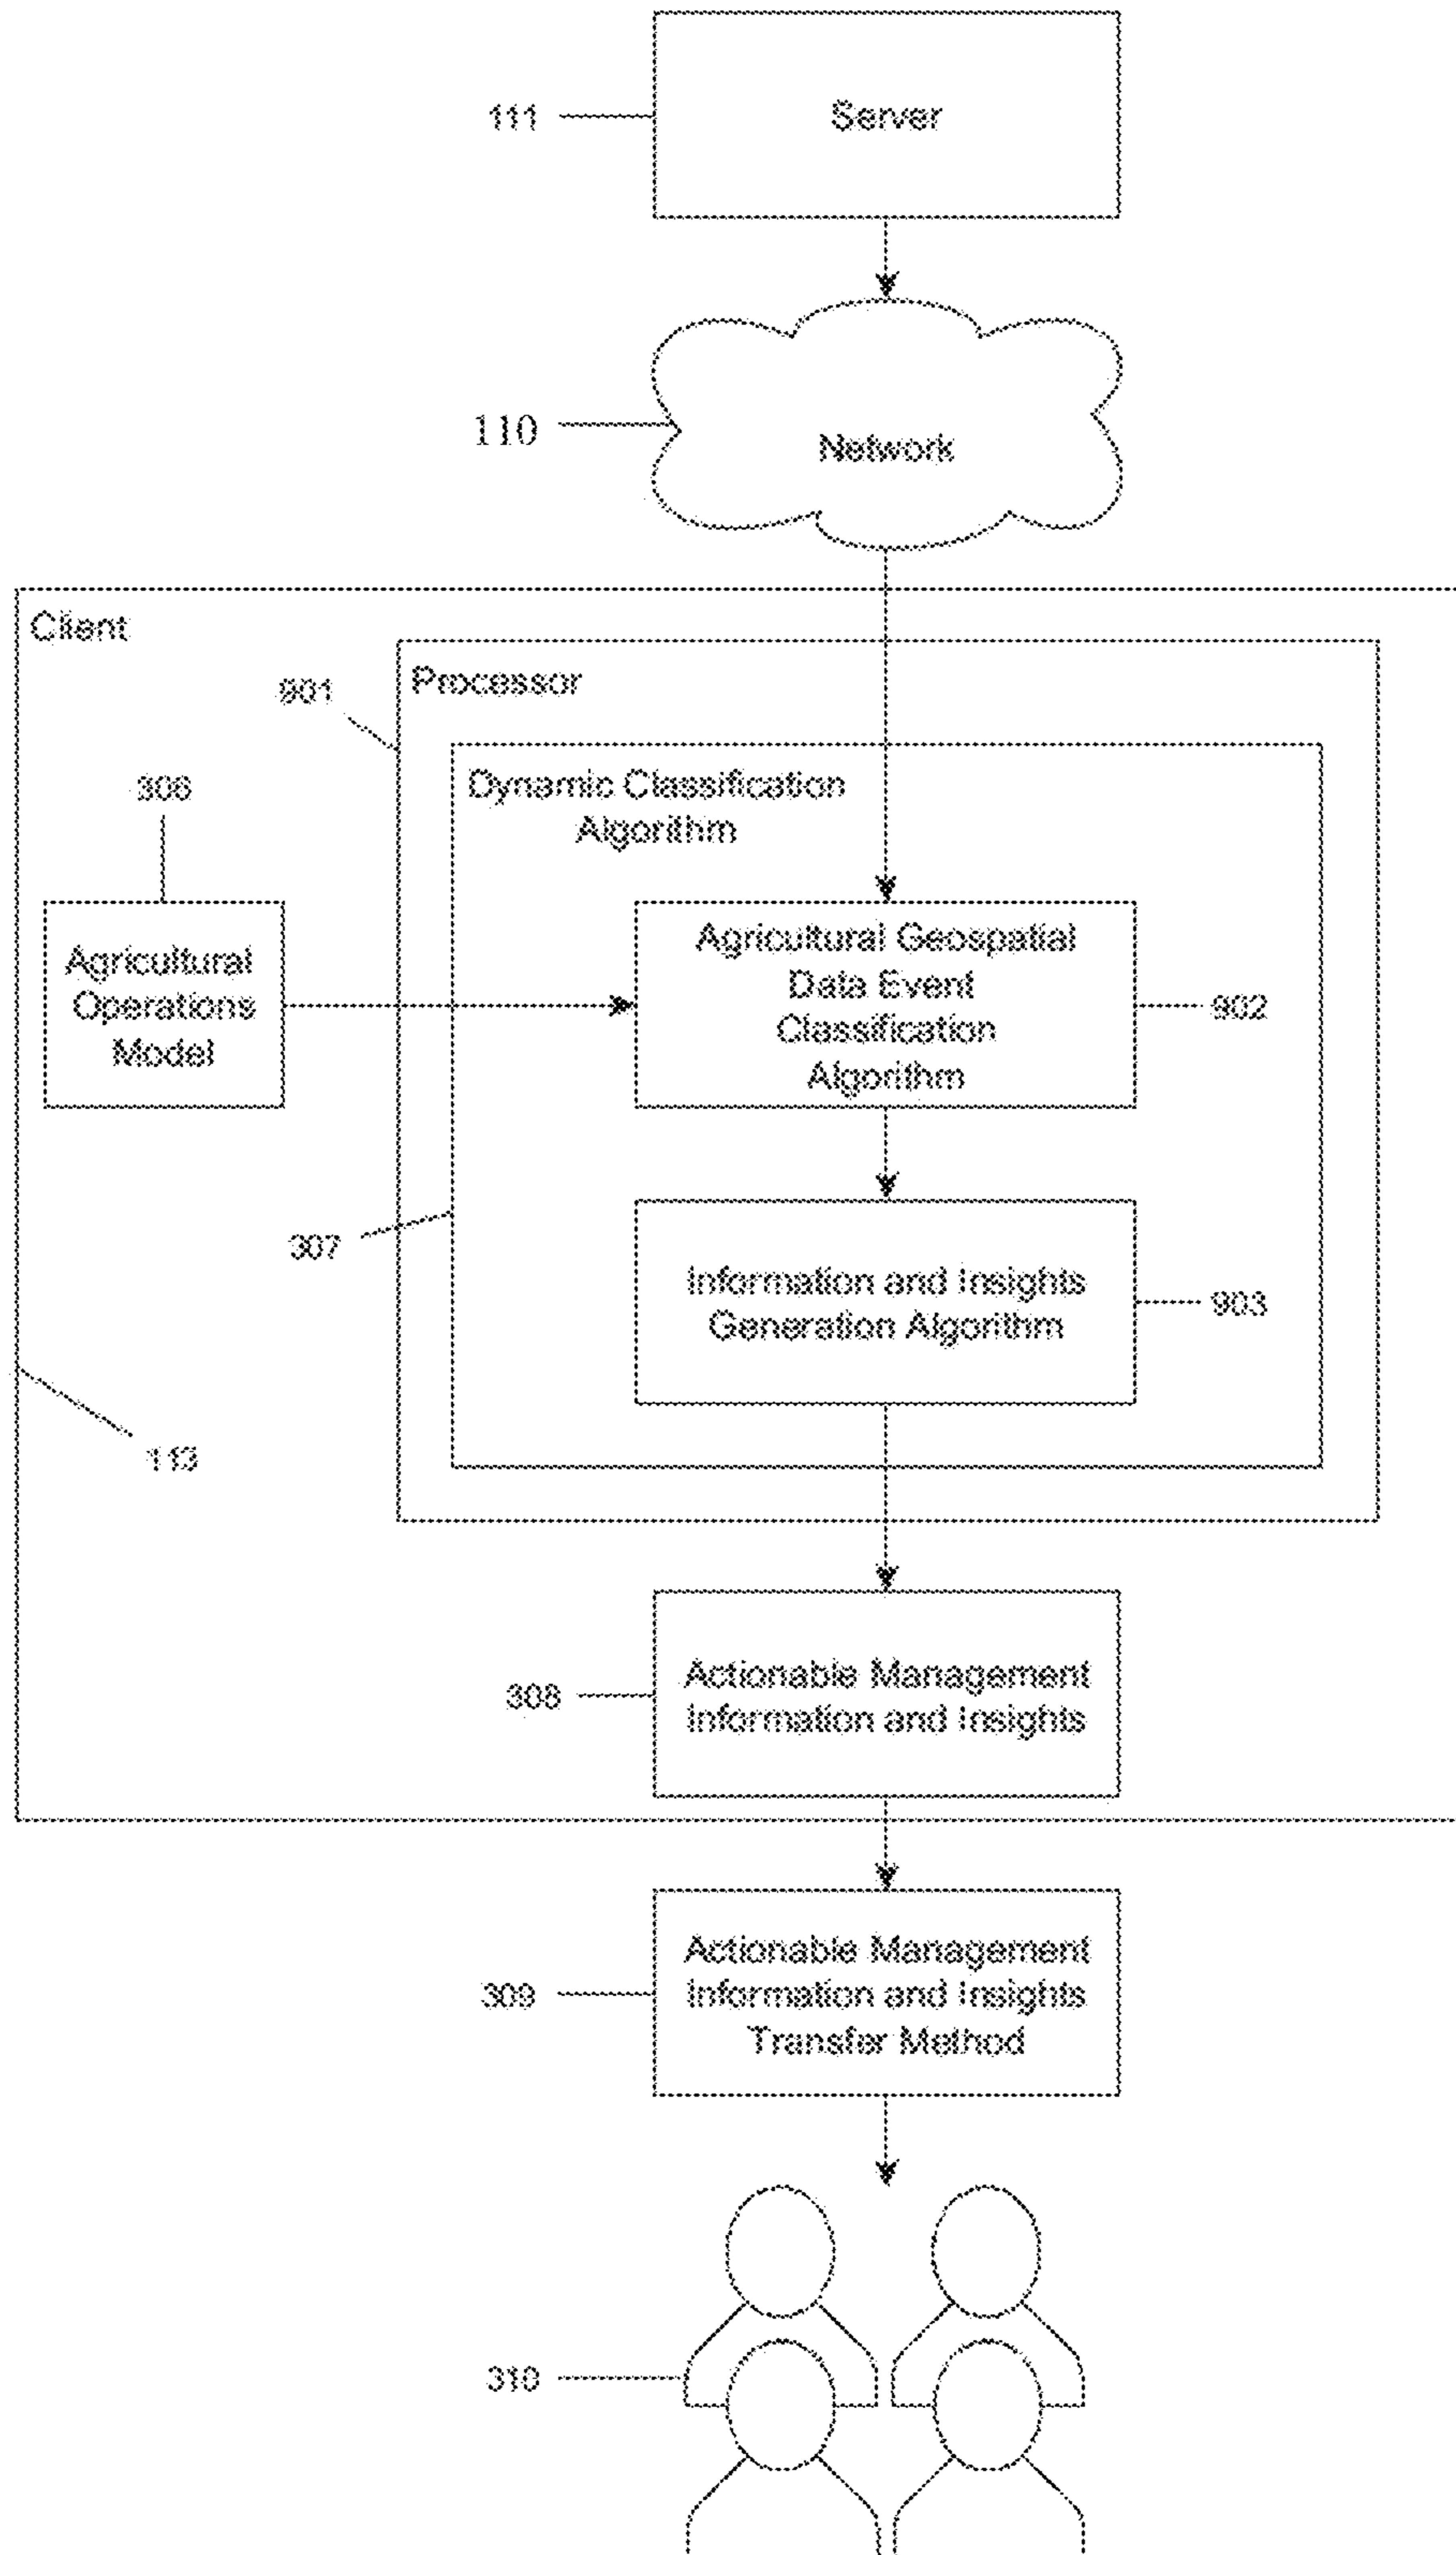 Server
111
110
Network
Client
Processor
901
Dynamic Classification
Algorithm
306
Agricultural
Operations
Model
Agricultural Geospatial
Data Event
Classification
Algorithm
902
307
Information and Insights
Generation Algorithm
903
113
308
Actionable Management
Information and Insights
309
Actionable Management
Information and Insights
Transfer Method
310